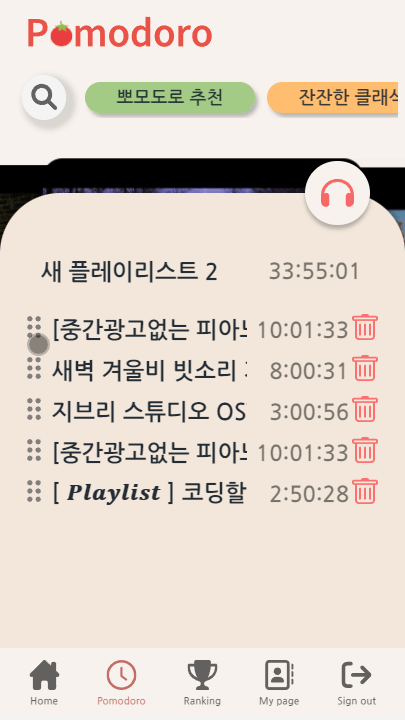 Pomodoro
뽀모도로 추천
잔잔한 클래식
새 플레이리스트 2 33:55:01
[중간광고없는 피아노 10:01:33
새벽 겨울비 빗소리 8:00:31
지브리 스튜디오 OST 3:00:56
[중간광고없는 피아노 10:01:33
[ Playlist ] 코딩할 2:50:28
Home Pomodoro Ranking My page Sign out